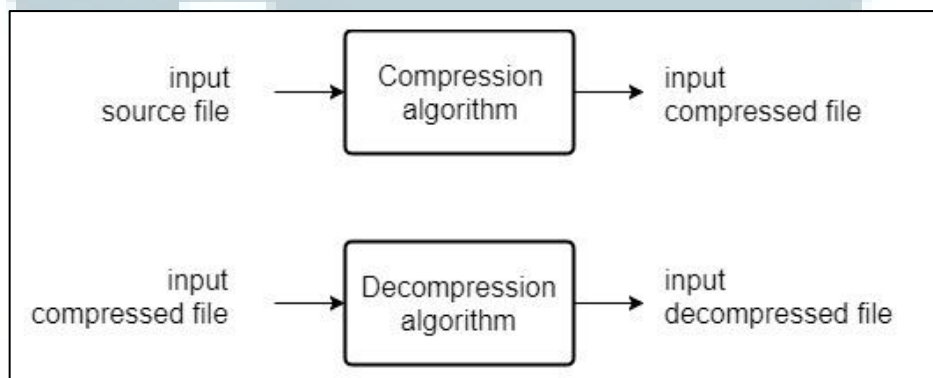 input
source file
Compression
algorithm
input
compressed file
input
compressed file
Decompression
algorithm
input
decompressed file